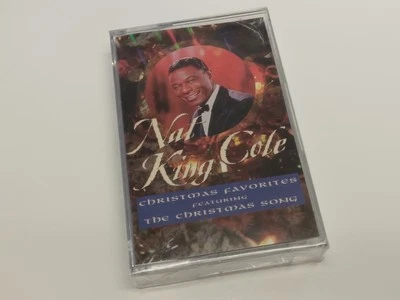 Nat
King Cole
CHRISTMAS FAVORITES
FEATURING
THE CHRISTMAS SONG